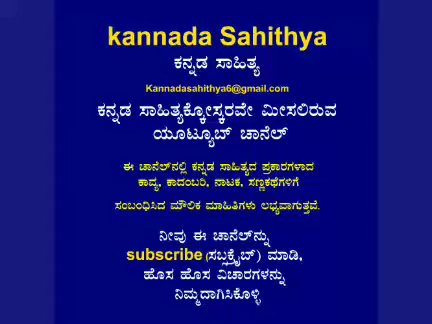 kannada Sahithya
ಕನ್ನಡ ಸಾಹಿತ್ಯ
Kannadasahithya6@gmail.com
ಕನ್ನಡ ಸಾಹಿತ್ಯಕ್ಕೋಸ್ಕರವೇ ಮೀಸಲಿರುವ
ಯೂಟ್ಯೂಬ್ ಚಾನೆಲ್
ಈ ಚಾನೆಲ್‌ನಲ್ಲಿ ಕನ್ನಡ ಸಾಹಿತ್ಯದ ಪ್ರಕಾರಗಳಾದ
ಕಾವ್ಯ, ಕಾದಂಬರಿ, ನಾಟಕ, ಸಣ್ಣಕಥೆಗಳಿಗೆ
ಸಂಬಂಧಿಸಿದ ಮೌಲಿಕ ಮಾಹಿತಿಗಳು ಲಭ್ಯವಾಗುತ್ತವೆ.
ನೀವು ಈ ಚಾನೆಲ್‌ನ್ನು
subscribe (ಸಬ್ಸಕ್ರೈಬ್) ಮಾಡಿ,
ಹೊಸ ಹೊಸ ವಿಚಾರಗಳನ್ನು
ನಿಮ್ಮದಾಗಿಸಿಕೊಳ್ಳಿ